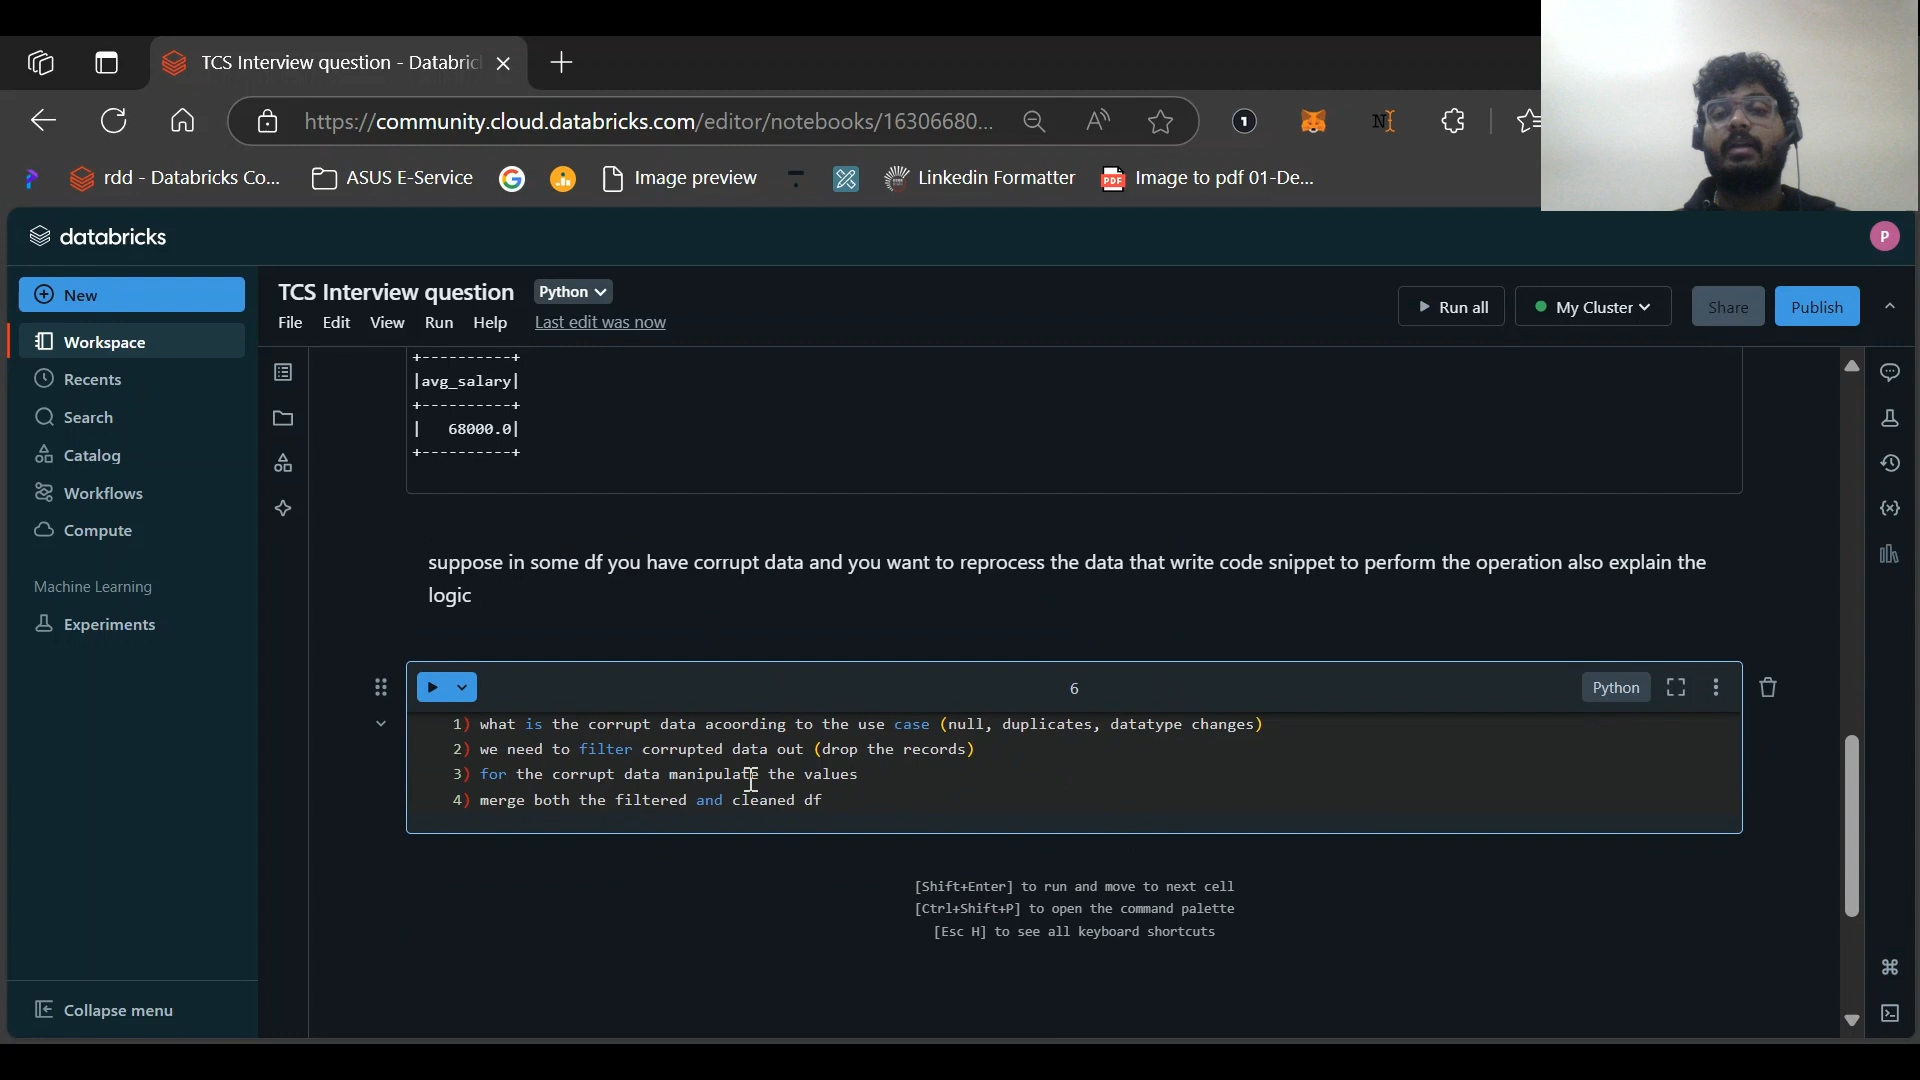 TCS Interview question - Databric
https://community.cloud.databricks.com/editor/notebooks/16306680...
rdd - Databricks Co...
ASUS E-Service
Image preview
Linkedin Formatter
PDF
Image to pdf 01-De...
databricks
P
New
Workspace
Recents
Search
Catalog
Workflows
Compute
Machine Learning
Experiments
Collapse menu
TCS Interview question
Python
File Edit View Run Help Last edit was now
Run all
My Cluster
Share
Publish
+----------+
|avg_salary|
+----------+
|   68000.0|
+----------+
suppose in some df you have corrupt data and you want to reprocess the data that write code snippet to perform the operation also explain the
logic
6
Python
1) what is the corrupt data acoording to the use case (null, duplicates, datatype changes)
2) we need to filter corrupted data out (drop the records)
3) for the corrupt data manipulate the values
4) merge both the filtered and cleaned df
[Shift+Enter] to run and move to next cell
[Ctrl+Shift+P] to open the command palette
[Esc H] to see all keyboard shortcuts